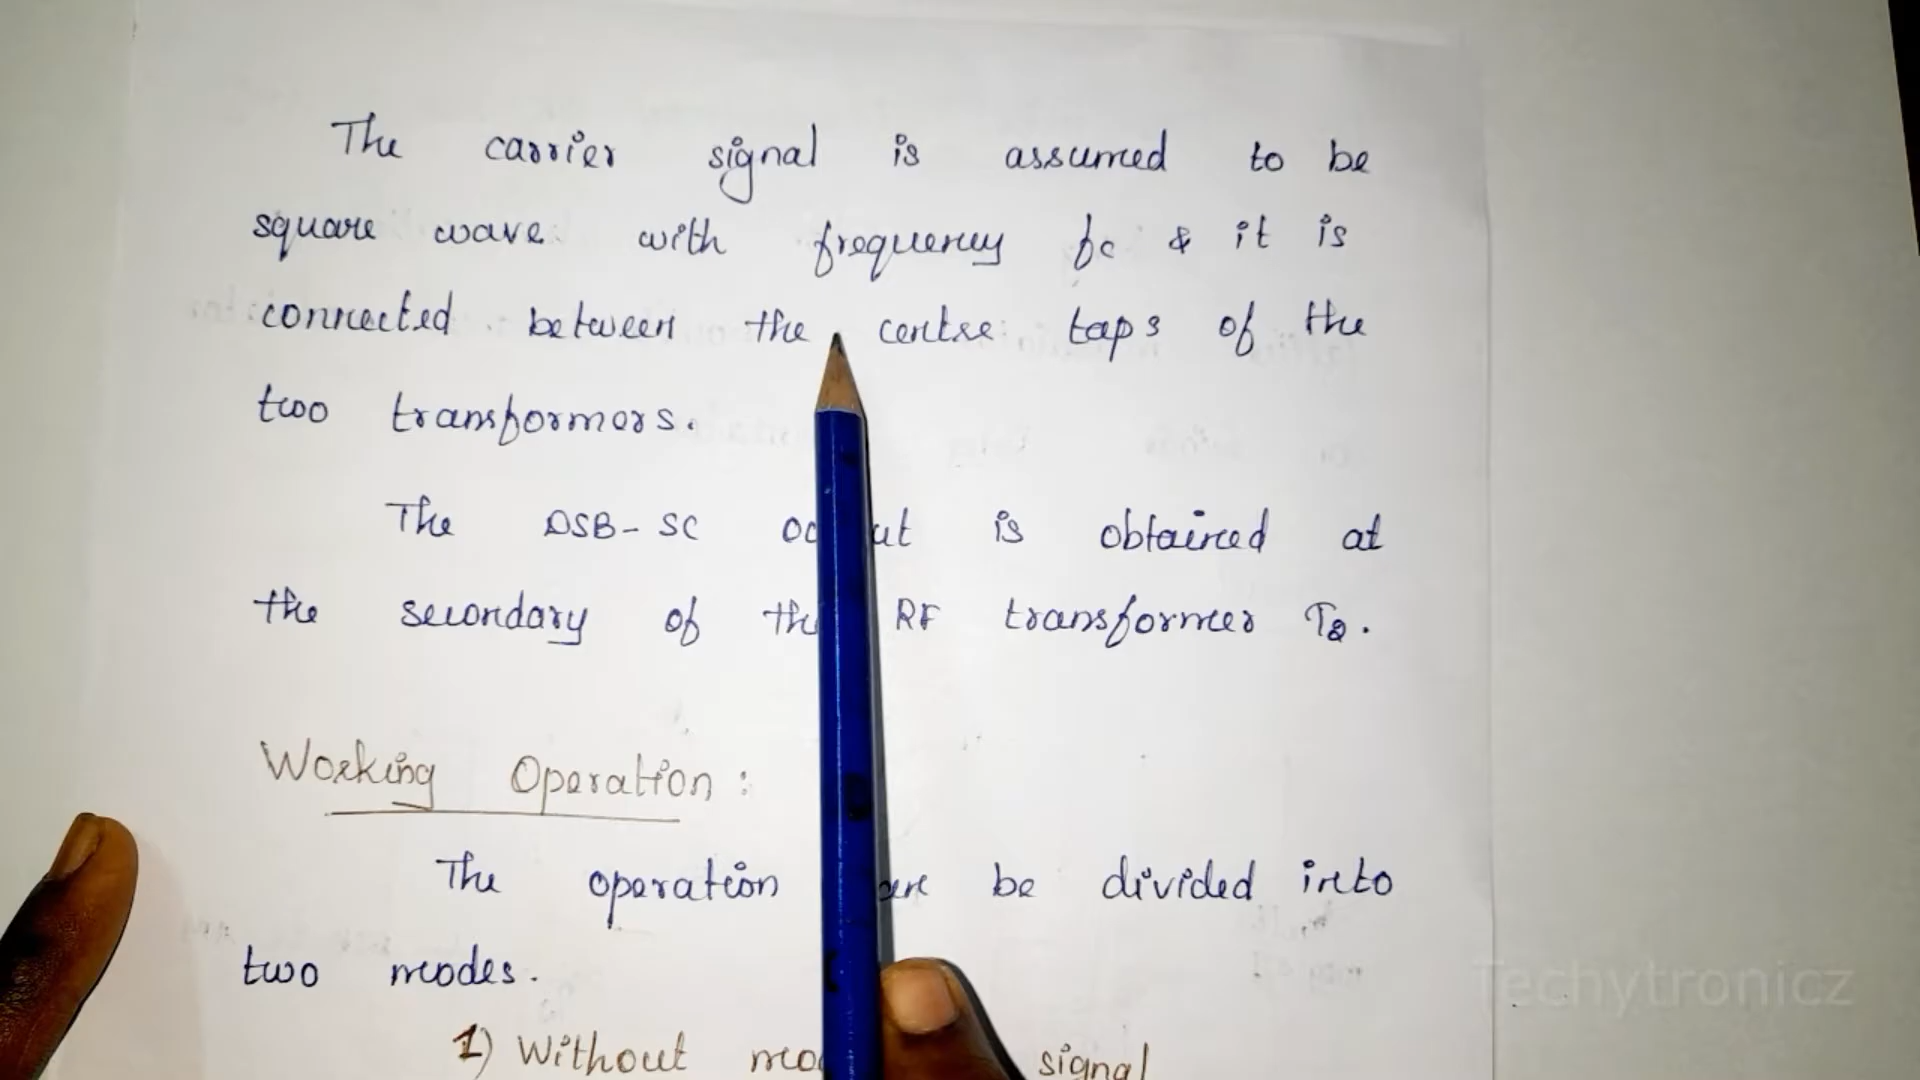 The carrier signal is assumed to be
square wave with frequency fc & it is
connected between the centre taps of the
two transformers.
The DSB-SC is obtained at
the secondary of the RF transformer T2.
Working Operation:
The operation be divided into
two modes.
1) Without signal
Techytronicz